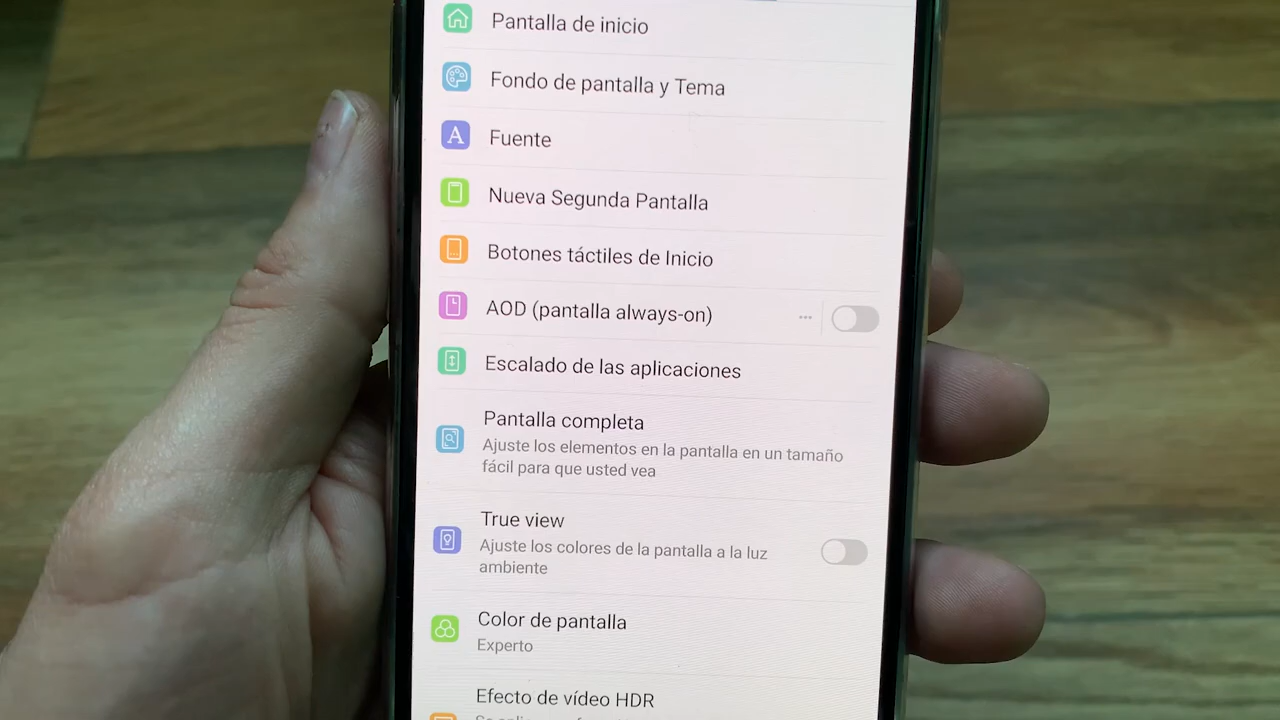 Pantalla de inicio
Fondo de pantalla y Tema
A
Fuente
Nueva Segunda Pantalla
Botones táctiles de Inicio
AOD (pantalla always-on)
Escalado de las aplicaciones
Pantalla completa
Ajuste los elementos en la pantalla en un tamaño
fácil para que usted vea
True view
Ajuste los colores de la pantalla a la luz
ambiente
Color de pantalla
Experto
Efecto de vídeo HDR